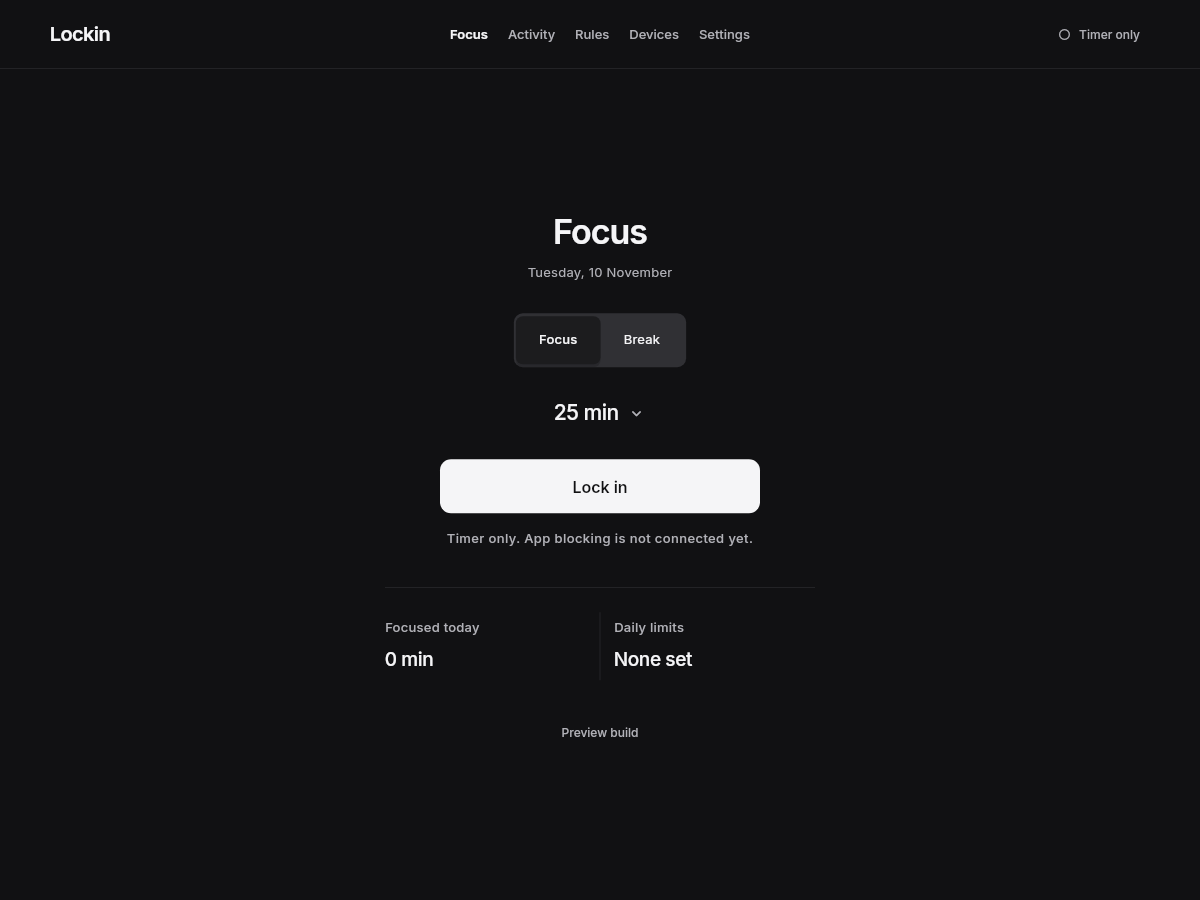 Lockin
Focus Activity Rules Devices Settings
Timer only
Focus
Tuesday, 10 November
Focus Break
25 min
Lock in
Timer only. App blocking is not connected yet.
Focused today
0 min
Daily limits
None set
Preview build